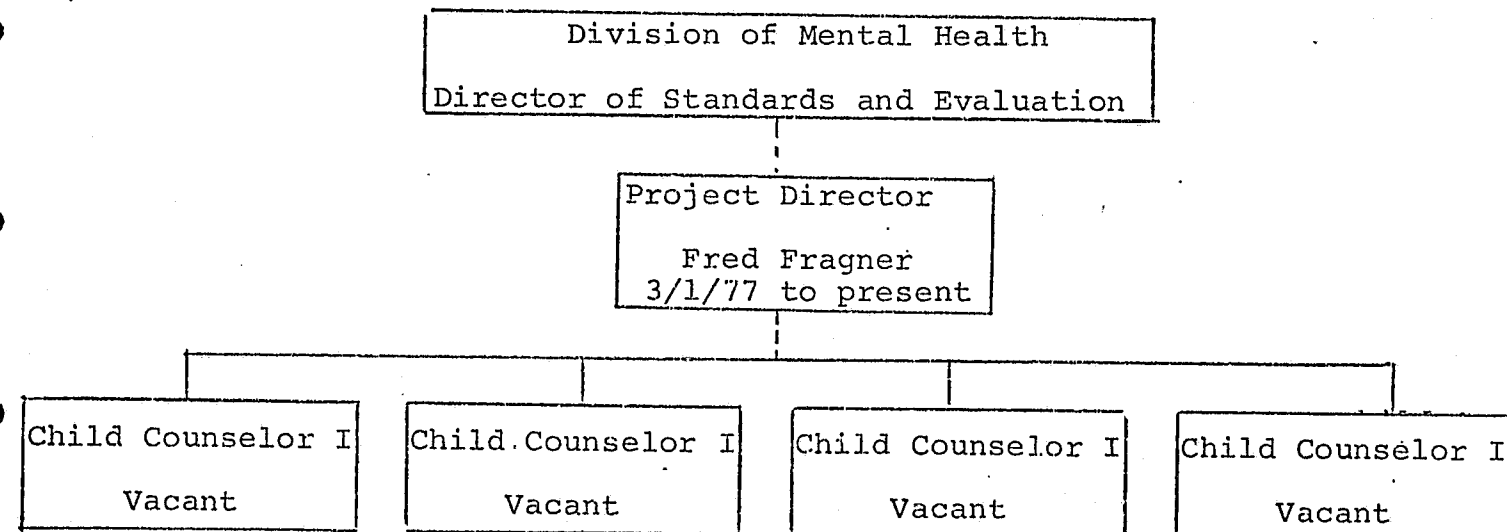 Division of Mental Health
Director of Standards and Evaluation
Project Director
Fred Fragner
3/1/77 to present
Child Counselor I
Vacant
Child Counselor I
Vacant
Child Counselor I
Vacant
Child Counselor I
Vacant